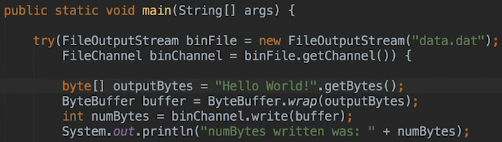 public static void main(String[] args) {
try(FileOutputStream binFile = new FileOutputStream("data.dat");
FileChannel binChannel = binFile.getChannel()) {
byte[] outputBytes = "Hello World!".getBytes();
ByteBuffer buffer = ByteBuffer.wrap(outputBytes);
int numBytes = binChannel.write(buffer);
System.out.println("numBytes written was: " + numBytes);